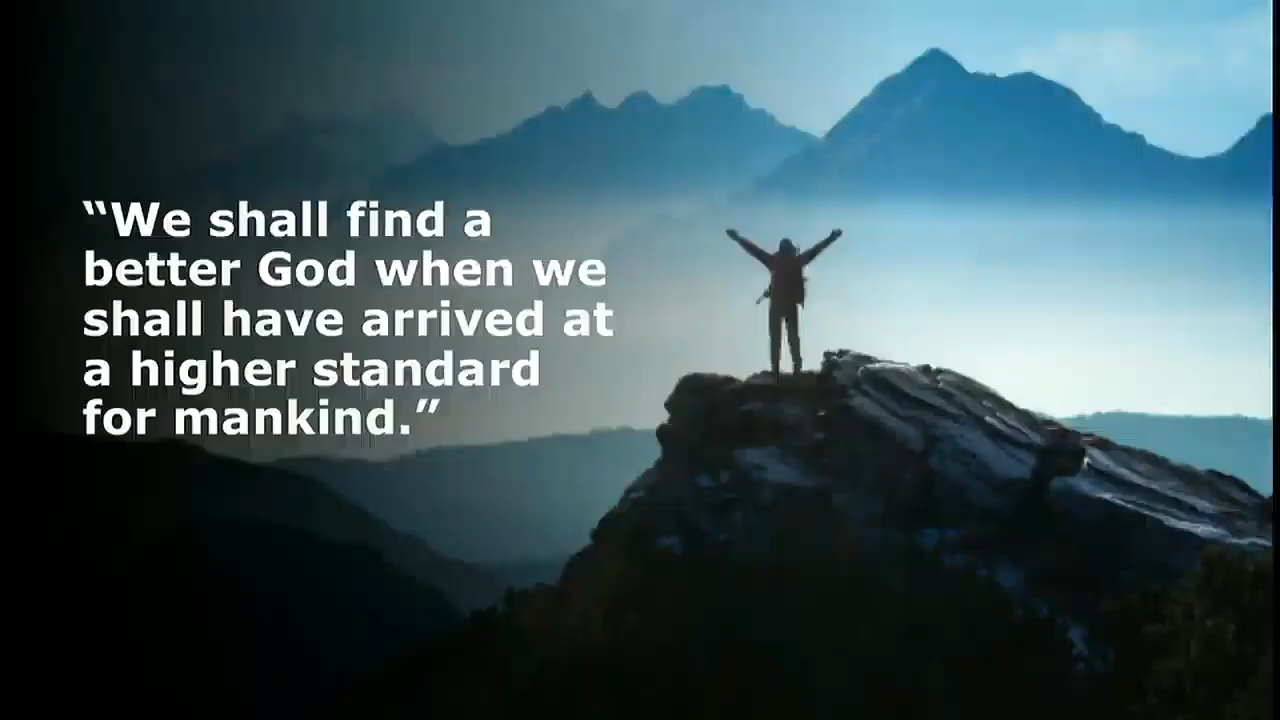 “We shall find a
better God when we
shall have arrived at
a higher standard
for mankind.”